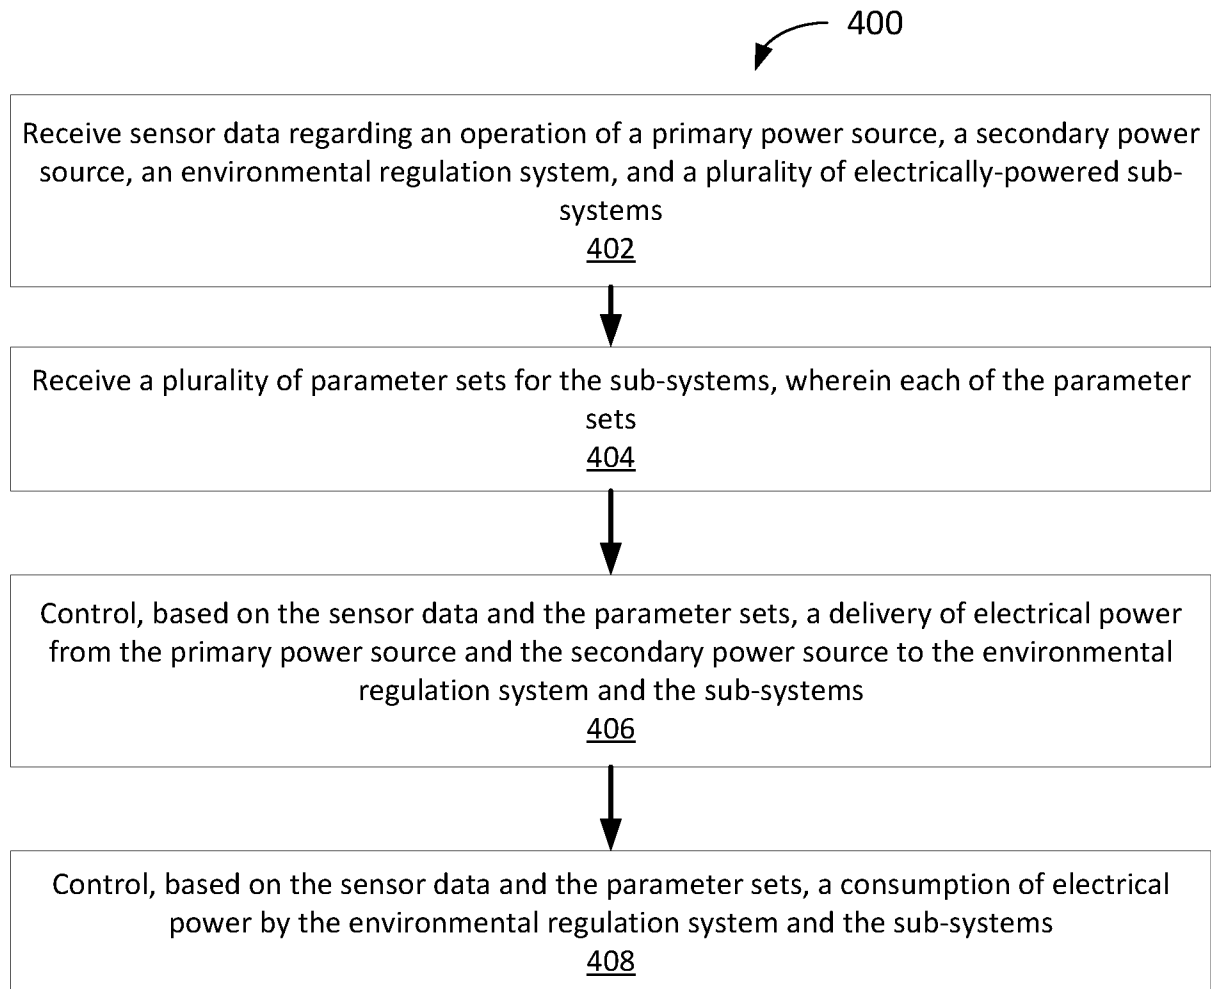 400
Receive sensor data regarding an operation of a primary power source, a secondary power
source, an environmental regulation system, and a plurality of electrically-powered sub-
systems
402
Receive a plurality of parameter sets for the sub-systems, wherein each of the parameter
sets
404
Control, based on the sensor data and the parameter sets, a delivery of electrical power
from the primary power source and the secondary power source to the environmental
regulation system and the sub-systems
406
Control, based on the sensor data and the parameter sets, a consumption of electrical
power by the environmental regulation system and the sub-systems
408